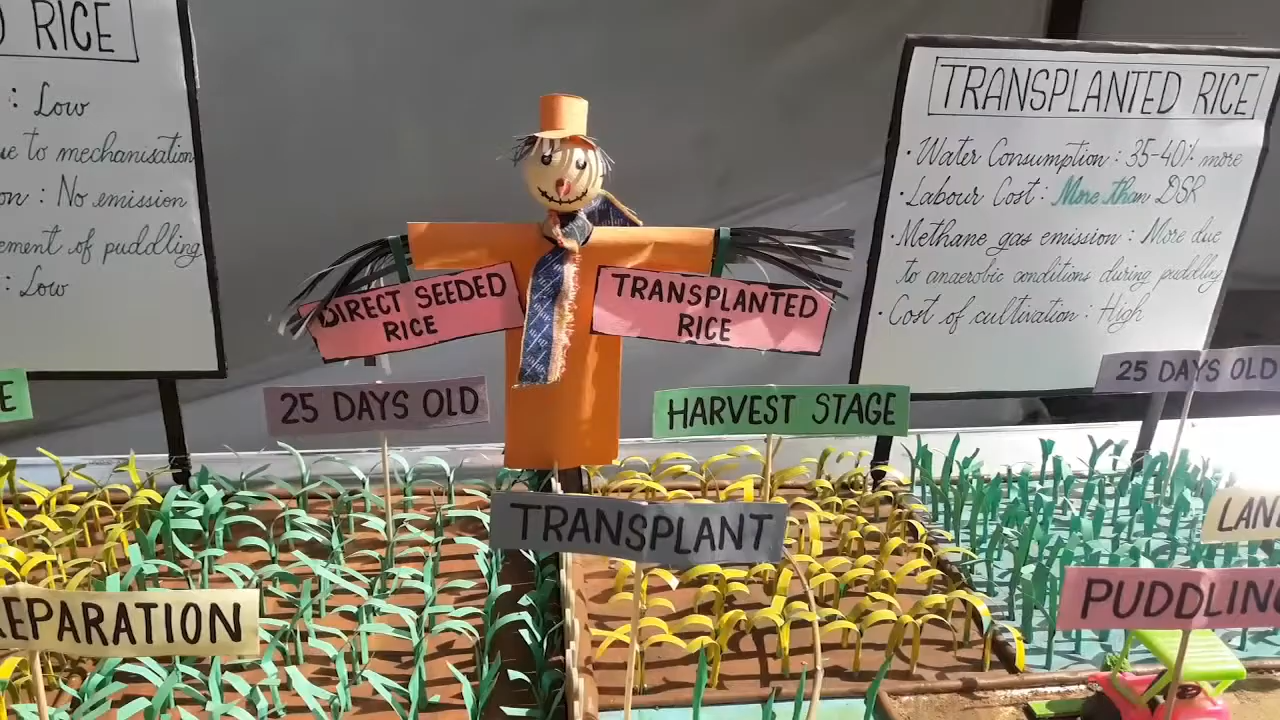 RICE
: Low
to mechanisation
: No emission
of puddling
: Low
TRANSPLANTED RICE
· Water Consumption : 35-40% more
· Labour Cost : More than DSR
· Methane gas emission : More due
to anaerobic conditions during puddling
· Cost of cultivation : High
DIRECT SEEDED
RICE
TRANSPLANTED
RICE
25 DAYS OLD
HARVEST STAGE
25 DAYS OLD
TRANSPLANT
EPARATION
LAN
PUDDLING